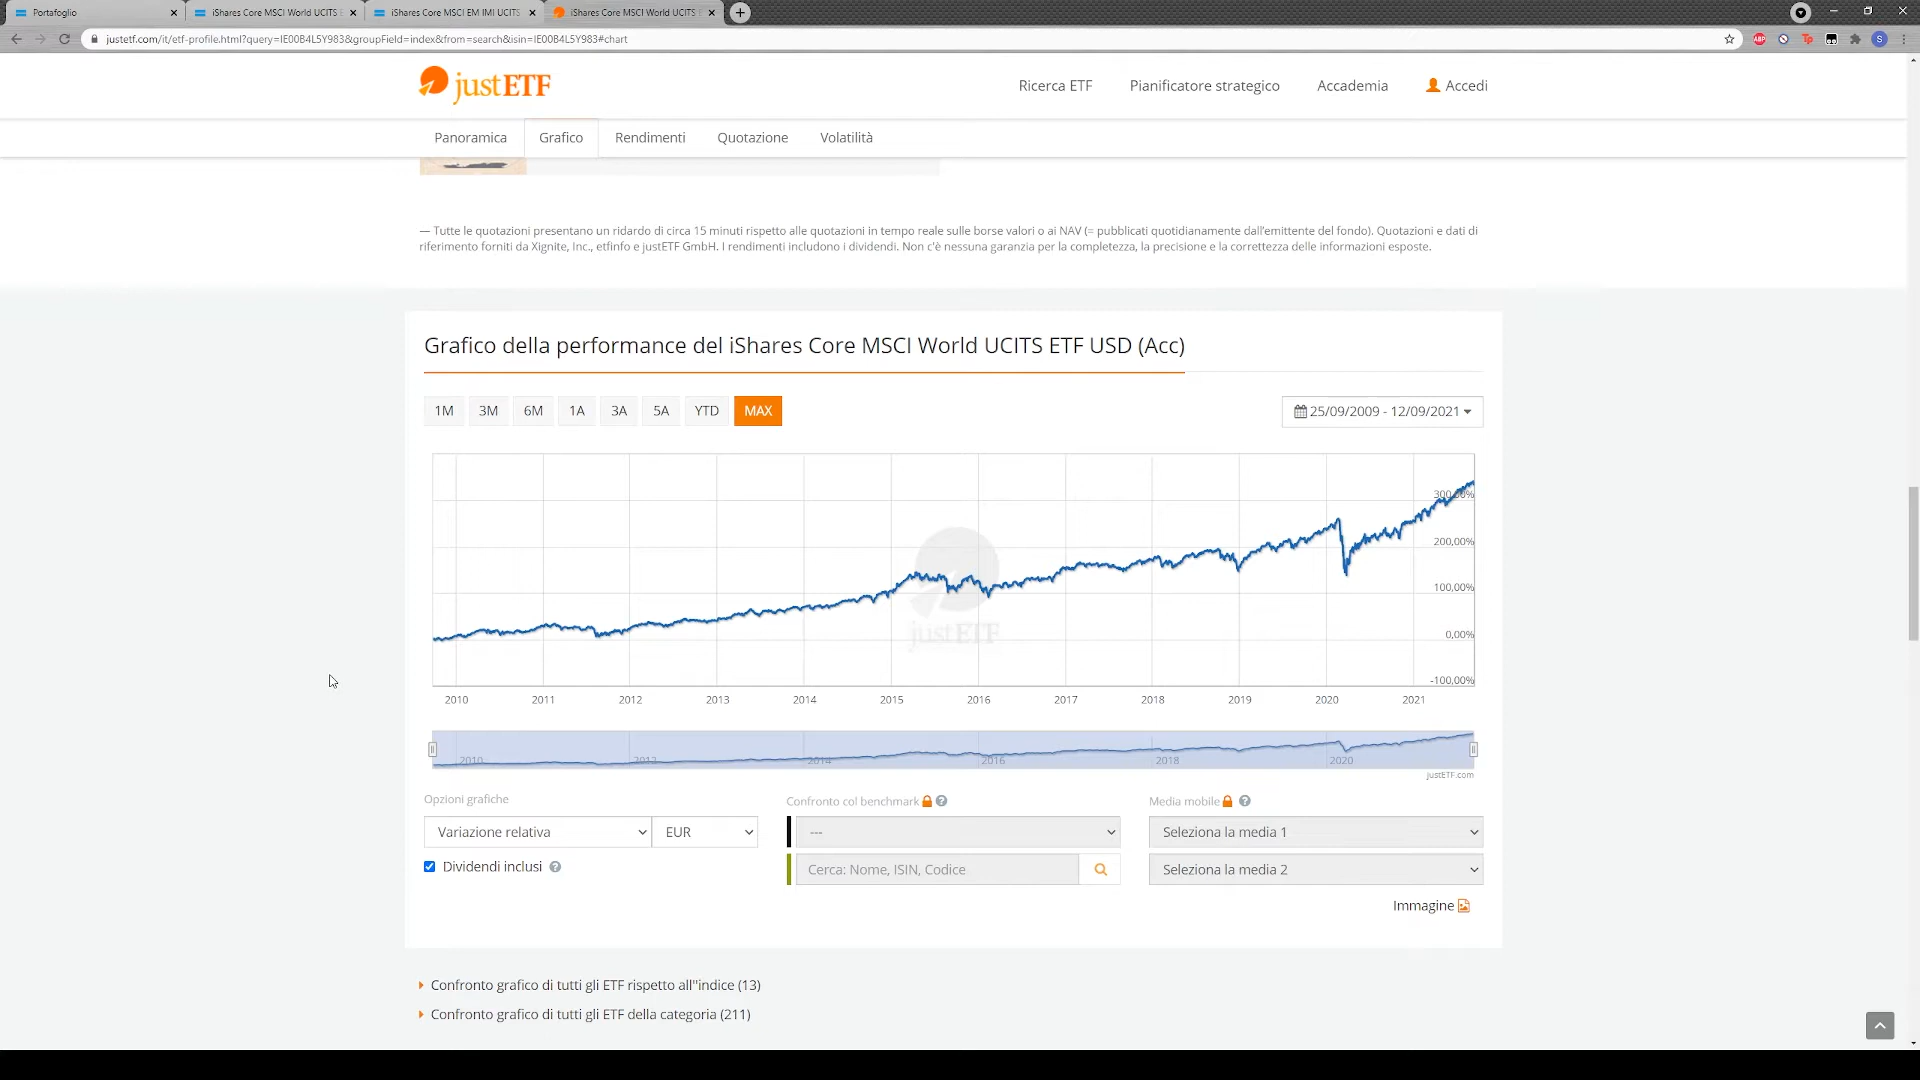 Portafoglio
iShares Core MSCI World UCITS E
iShares Core MSCI EM IMI UCITS
iShares Core MSCI World UCITS E
justetf.com/it/etf-profile.html?query=IE00B4L5Y983&groupField=index&from=search&isin=IE00B4L5Y983#chart
ABP
Tp
S
justETF
Ricerca ETF
Pianificatore strategico
Accademia
Accedi
Panoramica
Grafico
Rendimenti
Quotazione
Volatilità
— Tutte le quotazioni presentano un ridardo di circa 15 minuti rispetto alle quotazioni in tempo reale sulle borse valori o ai NAV (= pubblicati quotidianamente dall'emittente del fondo). Quotazioni e dati di
riferimento forniti da Xignite, Inc., etfinfo e justETF GmbH. I rendimenti includono i dividendi. Non c'è nessuna garanzia per la completezza, la precisione e la correttezza delle informazioni esposte.
Grafico della performance del iShares Core MSCI World UCITS ETF USD (Acc)
1M
3M
6M
1A
3A
5A
YTD
MAX
25/09/2009 - 12/09/2021
300,00%
200,00%
100,00%
0,00%
-100,00%
justETF
2010
2011
2012
2013
2014
2015
2016
2017
2018
2019
2020
2021
2010
2012
2014
2016
2018
2020
justETF.com
Opzioni grafiche
Confronto col benchmark
Media mobile
Variazione relativa
EUR
---
Seleziona la media 1
Dividendi inclusi
Cerca: Nome, ISIN, Codice
Seleziona la media 2
Immagine
Confronto grafico di tutti gli ETF rispetto all''indice (13)
Confronto grafico di tutti gli ETF della categoria (211)